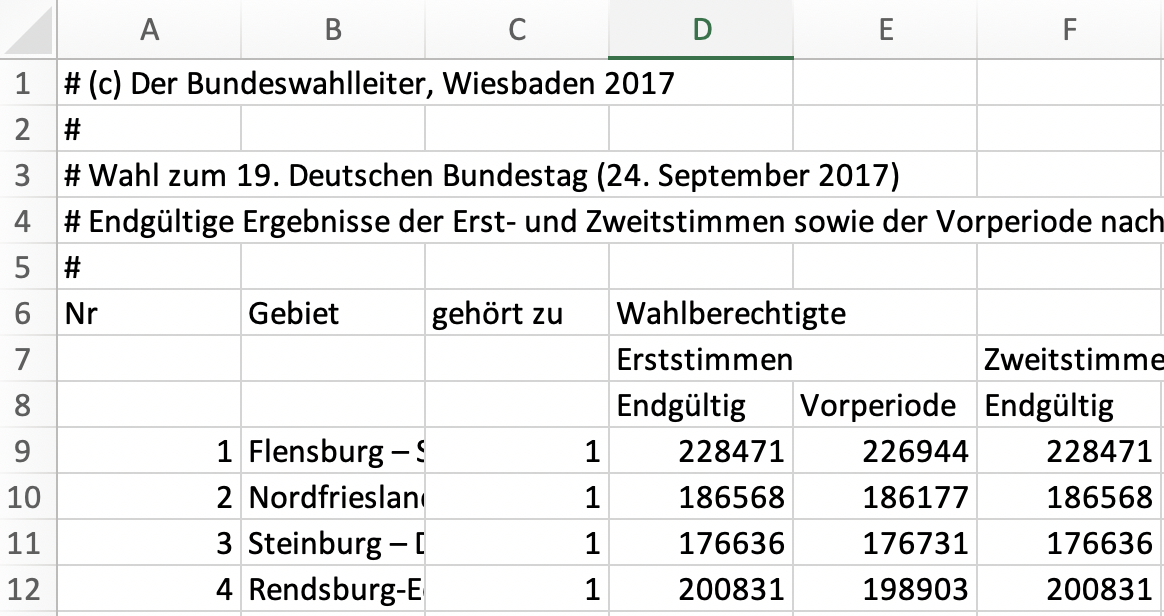 A B C D E F
1 # (c) Der Bundeswahlleiter, Wiesbaden 2017
2 #
3 # Wahl zum 19. Deutschen Bundestag (24. September 2017)
4 # Endgültige Ergebnisse der Erst- und Zweitstimmen sowie der Vorperiode nach
5 #
6 Nr Gebiet gehört zu Wahlberechtigte
7 Erststimmen Zweitstimme
8 Endgültig Vorperiode Endgültig
9 1 Flensburg – 1 228471 226944 228471
10 2 Nordfriesland 1 186568 186177 186568
11 3 Steinburg – 1 176636 176731 176636
12 4 Rendsburg-E 1 200831 198903 200831